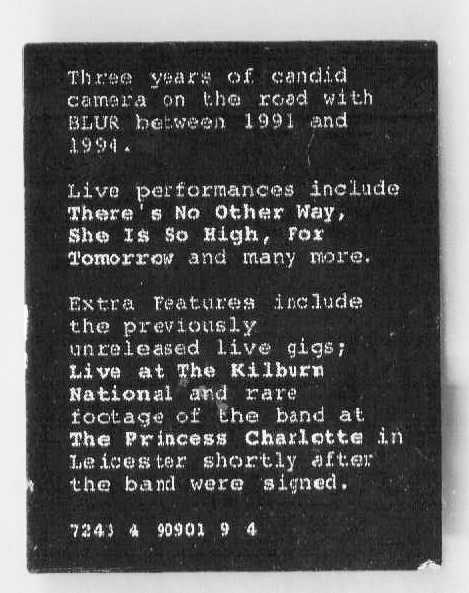 Three years of candid
camera on the road with
BLUR between 1991 and
1994.
Live performances include
There's No Other Way,
She Is So High, For
Tomorrow and many more.
Extra Features include
the previously
unreleased live gigs;
Live at The Kilburn
National and rare
footage of the band at
The Princess Charlotte in
Leicester shortly after
the band were signed.
7243 4 90901 9 4